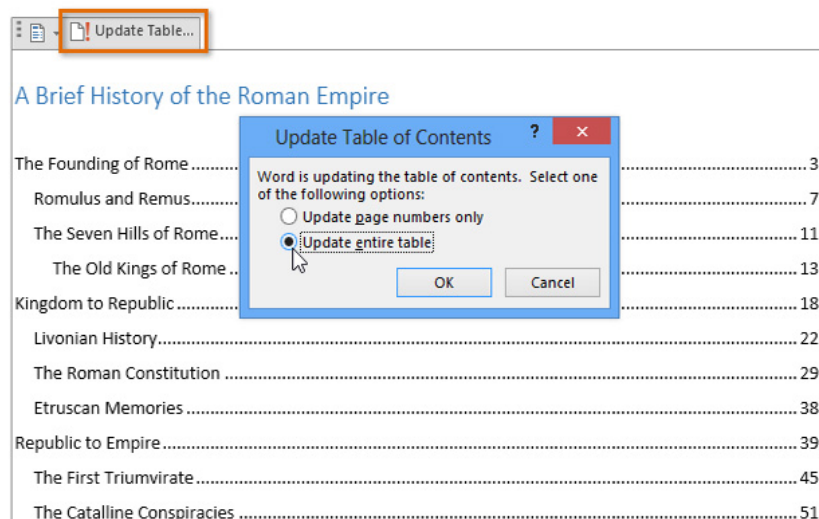 Update Table...
A Brief History of the Roman Empire
Update Table of Contents ? ×
The Founding of Rome.......... 3
Word is updating the table of contents. Select one
of the following options:
Romulus and Remus.......... 7
Update page numbers only
The Seven Hills of Rome.......... 11
Update entire table
The Old Kings of Rome.......... 13
OK Cancel
Kingdom to Republic.......... 18
Livonian History.......... 22
The Roman Constitution.......... 29
Etruscan Memories.......... 38
Republic to Empire.......... 39
The First Triumvirate.......... 45
The Catalline Conspiracies.......... 51